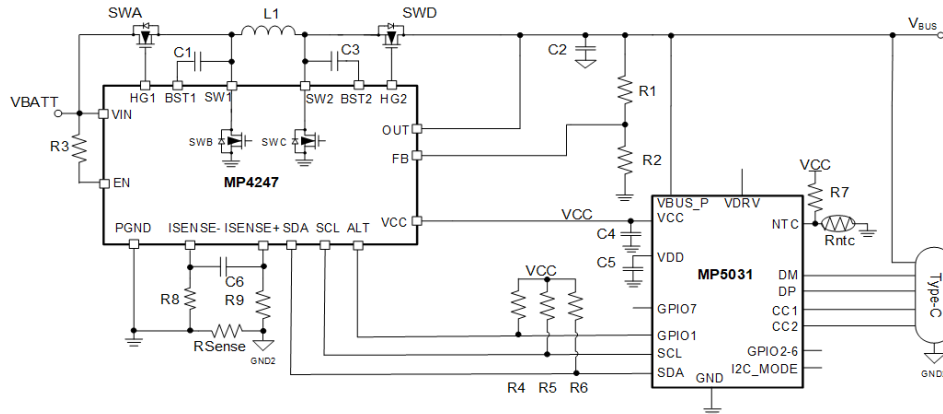 SWA
L1
SWD
VBUS
C1
C3
C2
R1
VBATT
HG1
BST1
SW1
SW2
BST2
HG2
VIN
OUT
SWB
SWC
R3
FB
R2
MP4247
EN
VCC
R7
VBUS_P
VDRV
VCC
VCC
VCC
NTC
Rntc
PGND
ISENSE-
ISENSE+
SDA
SCL
ALT
C4
C5
VDD
MP5031
C6
R8
R9
VCC
DM
DP
CC1
CC2
Type-C
GPIO7
RSense
GND2
GPIO1
SCL
SDA
GPIO2-6
I2C_MODE
R4
R5
R6
GND